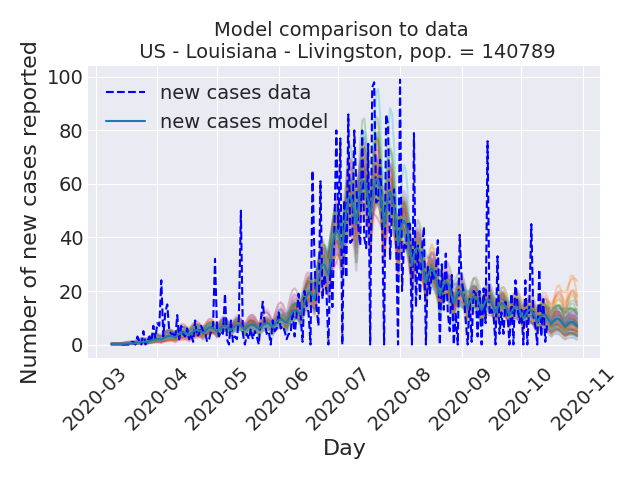 Model comparison to data
US - Louisiana - Livingston, pop. = 140789
Number of new cases reported
100
80
60
40
20
0
new cases data
new cases model
2020-03
2020-04
2020-05
2020-06
2020-07
2020-08
2020-09
2020-10
2020-11
Day